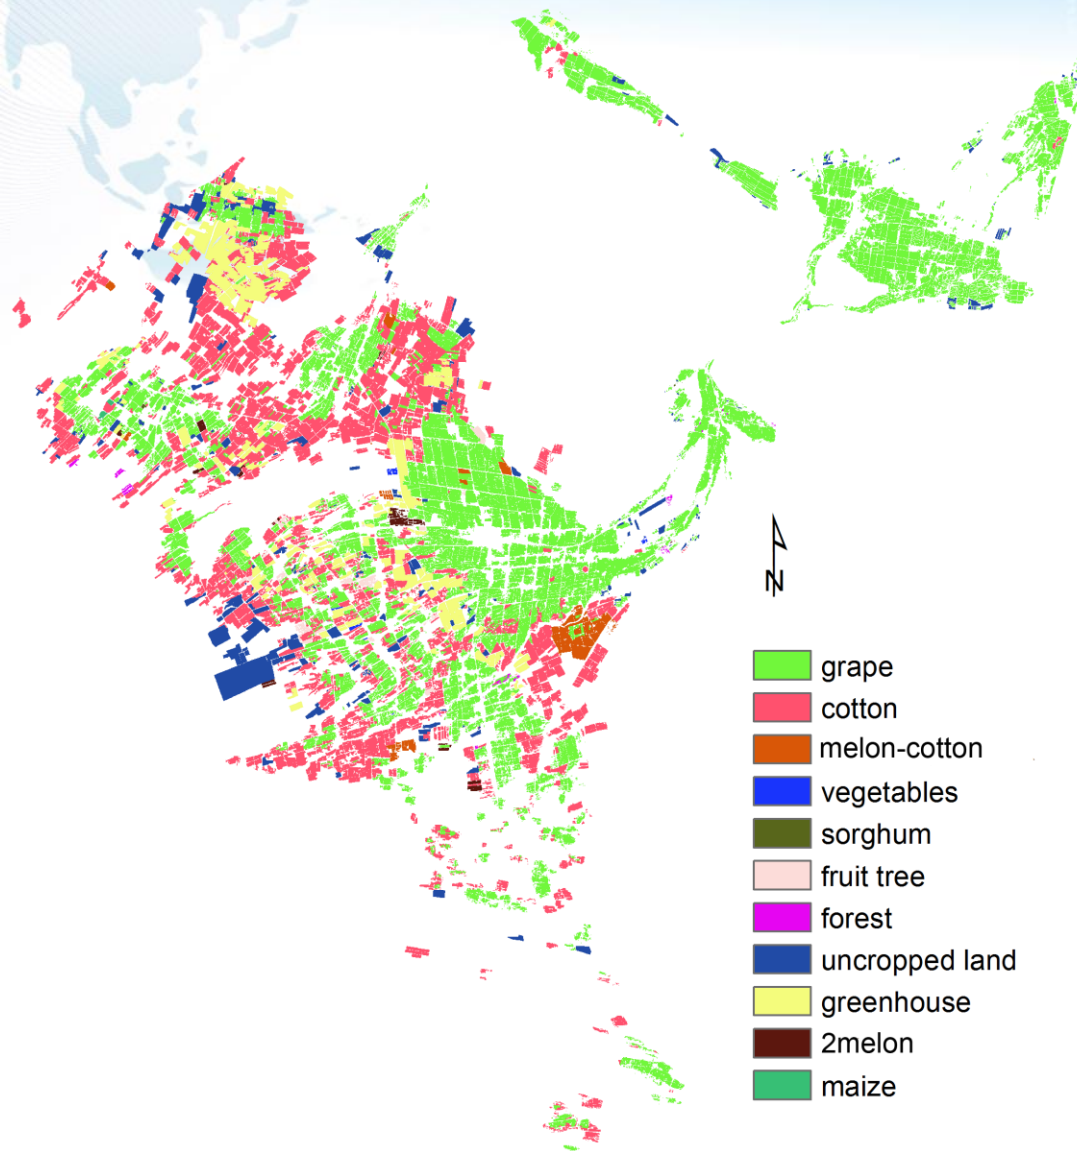 N
grape
cotton
melon-cotton
vegetables
sorghum
fruit tree
forest
uncropped land
greenhouse
2melon
maize